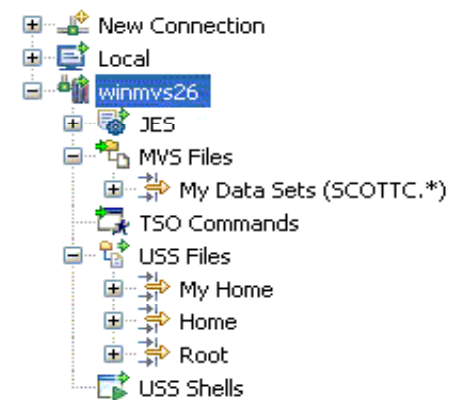 New Connection
Local
winmvs26
JES
MVS Files
My Data Sets (SCOTTC.*)
TSO Commands
USS Files
My Home
Home
Root
USS Shells